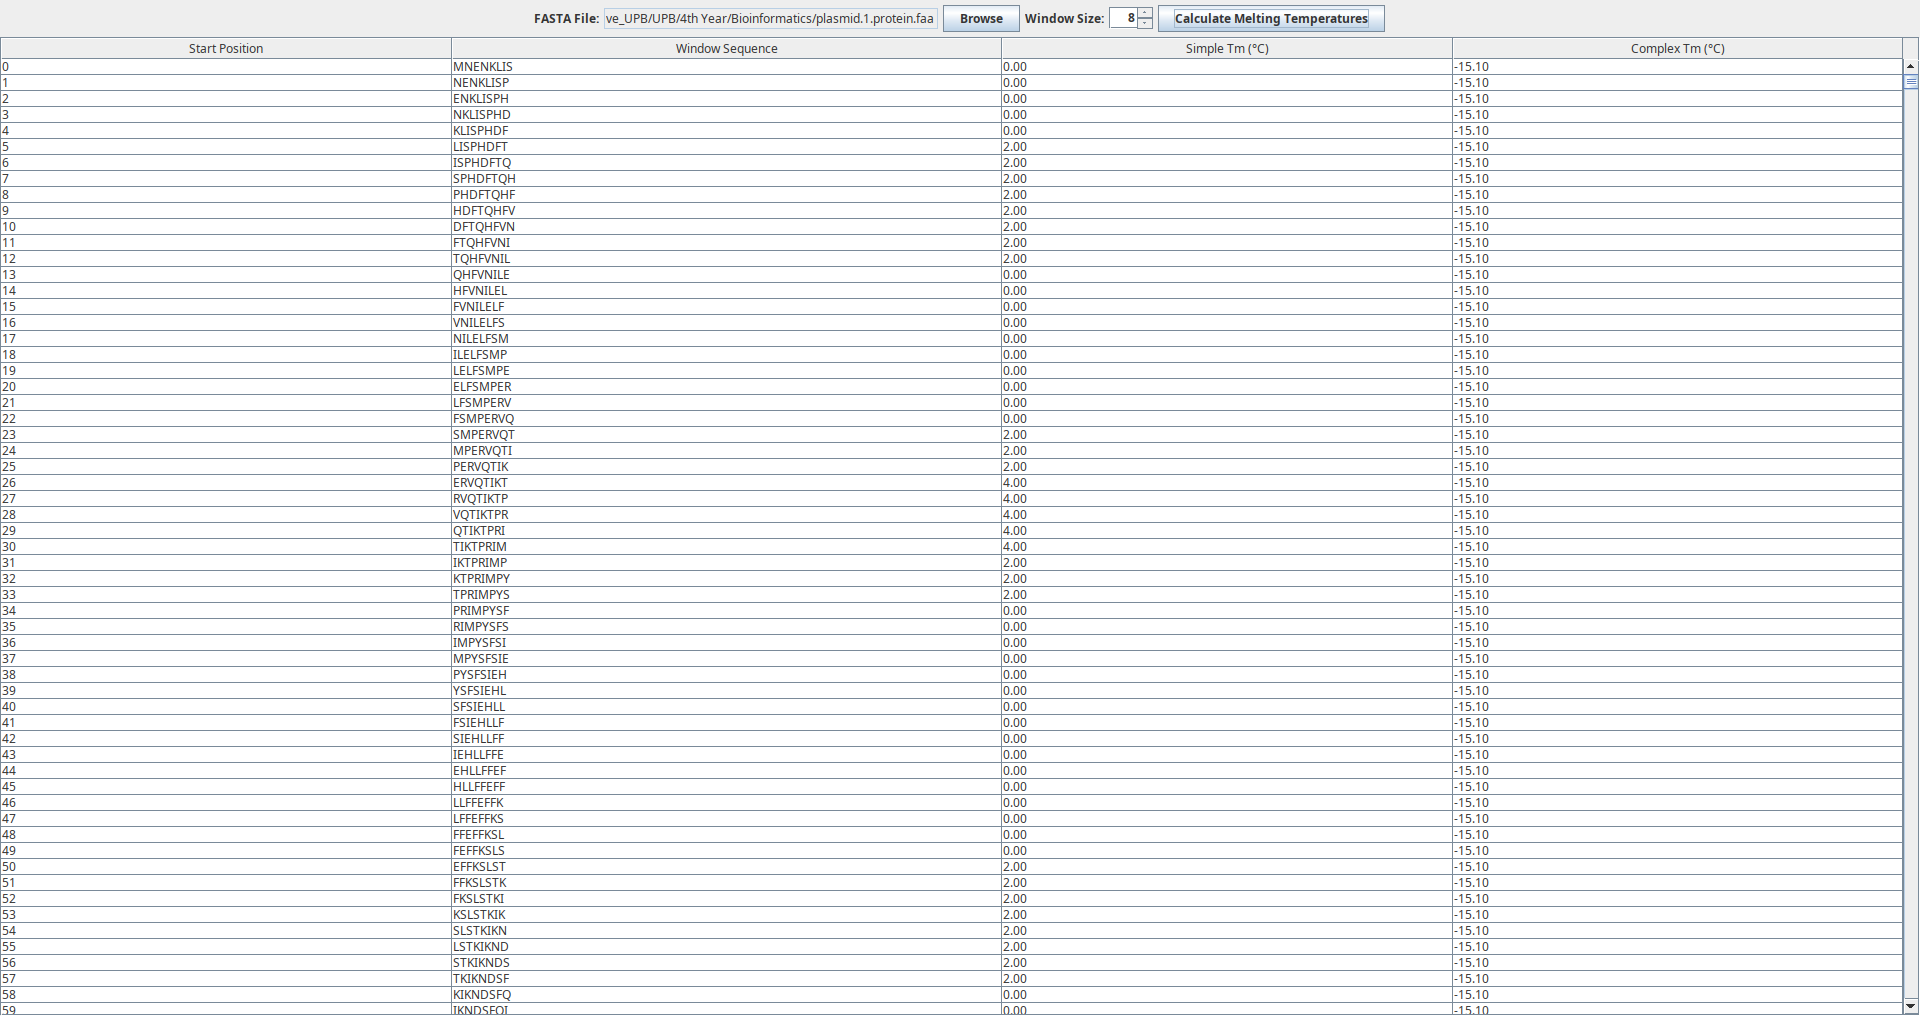 FASTA File: ve_UPB/UPB/4th Year/Bioinformatics/plasmid.1.protein.faa Browse Window Size: 8 Calculate Melting Temperatures
Start Position Window Sequence Simple Tm (°C) Complex Tm (°C)
0 MNENKLIS 0.00 -15.10
1 NENKLISP 0.00 -15.10
2 ENKLISPH 0.00 -15.10
3 NKLISPHD 0.00 -15.10
4 KLISPHDF 0.00 -15.10
5 LISPHDFT 2.00 -15.10
6 ISPHDFTQ 2.00 -15.10
7 SPHDFTQH 2.00 -15.10
8 PHDFTQHF 2.00 -15.10
9 HDFTQHFV 2.00 -15.10
10 DFTQHFVN 2.00 -15.10
11 FTQHFVNI 2.00 -15.10
12 TQHFVNIL 2.00 -15.10
13 QHFVNILE 0.00 -15.10
14 HFVNILEL 0.00 -15.10
15 FVNILELF 0.00 -15.10
16 VNILELFS 0.00 -15.10
17 NILELFSM 0.00 -15.10
18 ILELFSMP 0.00 -15.10
19 LELFSMPE 0.00 -15.10
20 ELFSMPER 0.00 -15.10
21 LFSMPERV 0.00 -15.10
22 FSMPERVQ 0.00 -15.10
23 SMPERVQT 2.00 -15.10
24 MPERVQTI 2.00 -15.10
25 PERVQTIK 2.00 -15.10
26 ERVQTIKT 4.00 -15.10
27 RVQTIKTP 4.00 -15.10
28 VQTIKTPR 4.00 -15.10
29 QTIKTPRI 4.00 -15.10
30 TIKTPRIM 4.00 -15.10
31 IKTPRIMP 2.00 -15.10
32 KTPRIMPY 2.00 -15.10
33 TPRIMPYS 2.00 -15.10
34 PRIMPYSF 0.00 -15.10
35 RIMPYSFS 0.00 -15.10
36 IMPYSFSI 0.00 -15.10
37 MPYSFSIE 0.00 -15.10
38 PYSFSIEH 0.00 -15.10
39 YSFSIEHL 0.00 -15.10
40 SFSIEHLL 0.00 -15.10
41 FSIEHLLF 0.00 -15.10
42 SIEHLLFF 0.00 -15.10
43 IEHLLFFE 0.00 -15.10
44 EHLLFFEF 0.00 -15.10
45 HLLFFEFF 0.00 -15.10
46 LLFFEFFK 0.00 -15.10
47 LFFEFFKS 0.00 -15.10
48 FFEFFKSL 0.00 -15.10
49 FEFFKSLS 0.00 -15.10
50 EFFKSLST 2.00 -15.10
51 FFKSLSTK 2.00 -15.10
52 FKSLSTKI 2.00 -15.10
53 KSLSTKIK 2.00 -15.10
54 SLSTKIKN 2.00 -15.10
55 LSTKIKND 2.00 -15.10
56 STKIKNDS 2.00 -15.10
57 TKIKNDSF 2.00 -15.10
58 KIKNDSFQ 0.00 -15.10
59 IKNDSFQI 0.00 -15.10